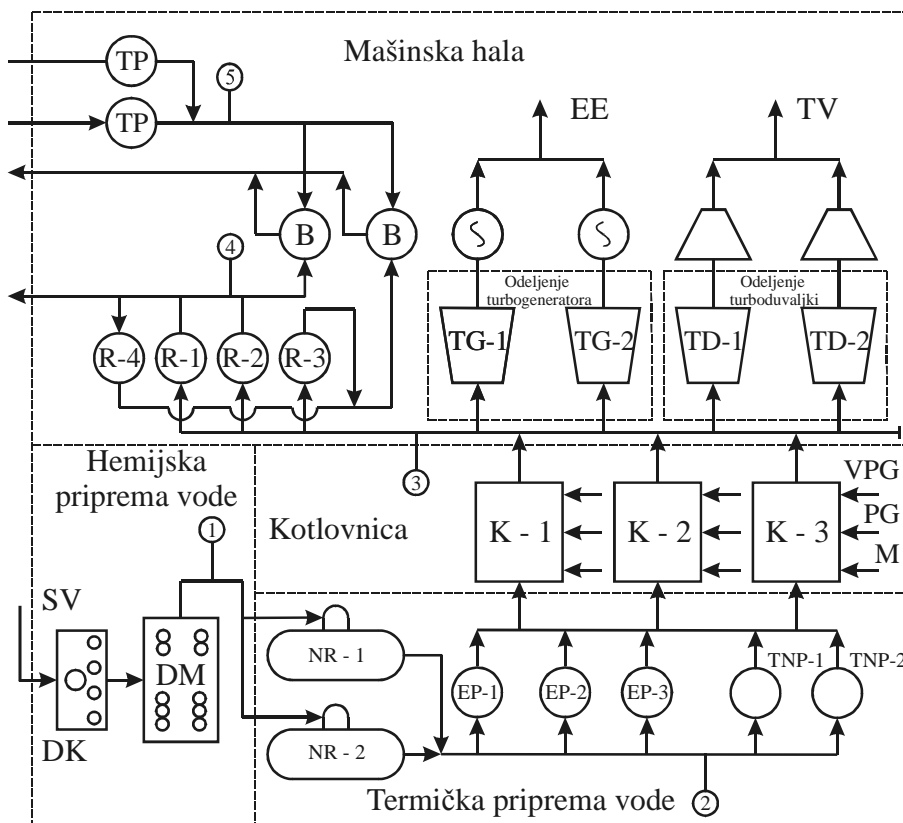 Mašinska hala
TP
5
TP
EE
TV
B
B
4
Odeljenje
turbogeneratora
Odeljenje
turboduvaljki
R-4
R-1
R-2
R-3
TG-1
TG-2
TD-1
TD-2
3
Hemijska
priprema vode
1
Kotlovnica
K - 1
K - 2
K - 3
VPG
PG
M
SV
DK
DM
NR - 1
NR - 2
EP-1
EP-2
EP-3
TNP-1
TNP-2
Termička priprema vode
2